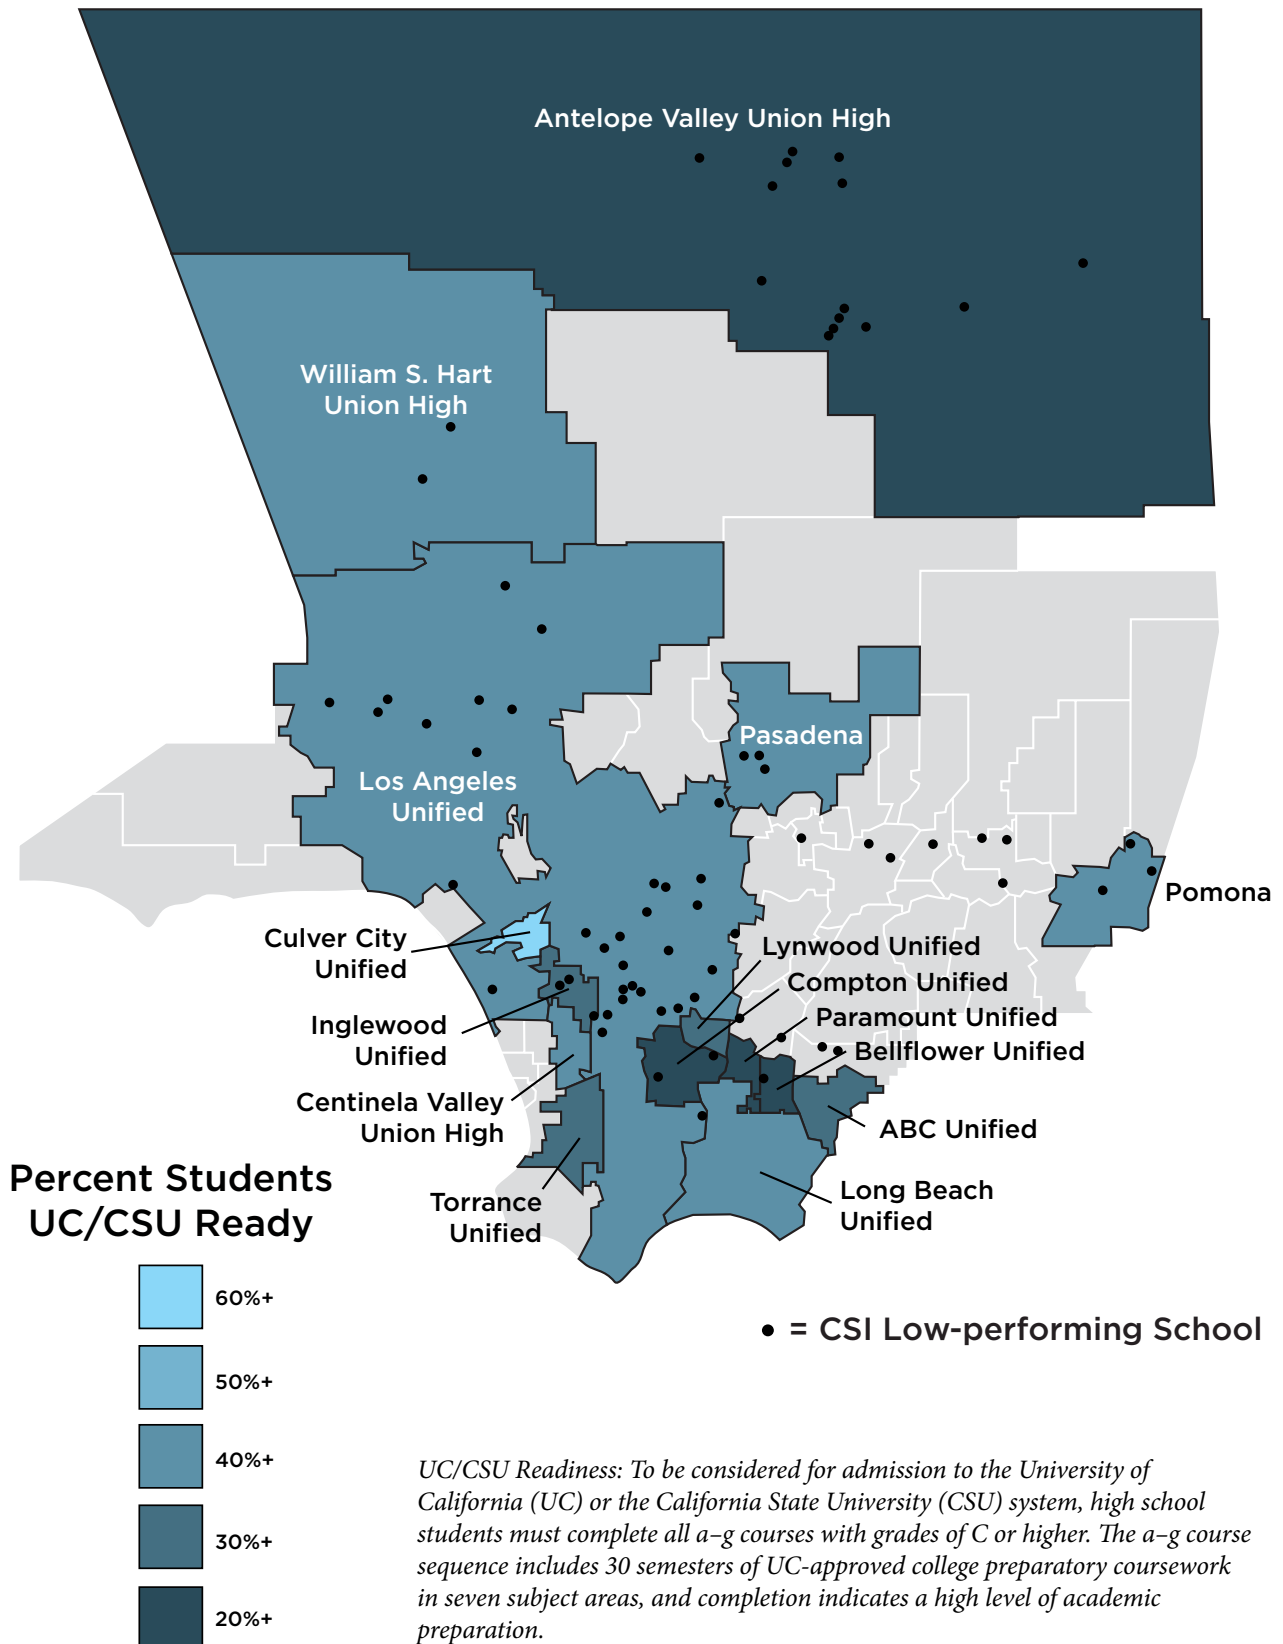 Antelope Valley Union High
William S. Hart
Union High
Pasadena
Los Angeles
Unified
Pomona
Culver City
Unified
Lynwood Unified
Compton Unified
Paramount Unified
Bellflower Unified
Inglewood
Unified
Centinela Valley
Union High
ABC Unified
Torrance
Unified
Long Beach
Unified
Percent Students
UC/CSU Ready
60%+
50%+
40%+
30%+
20%+
= CSI Low-performing School
UC/CSU Readiness: To be considered for admission to the University of
California (UC) or the California State University (CSU) system, high school
students must complete all a–g courses with grades of C or higher. The a–g course
sequence includes 30 semesters of UC-approved college preparatory coursework
in seven subject areas, and completion indicates a high level of academic
preparation.